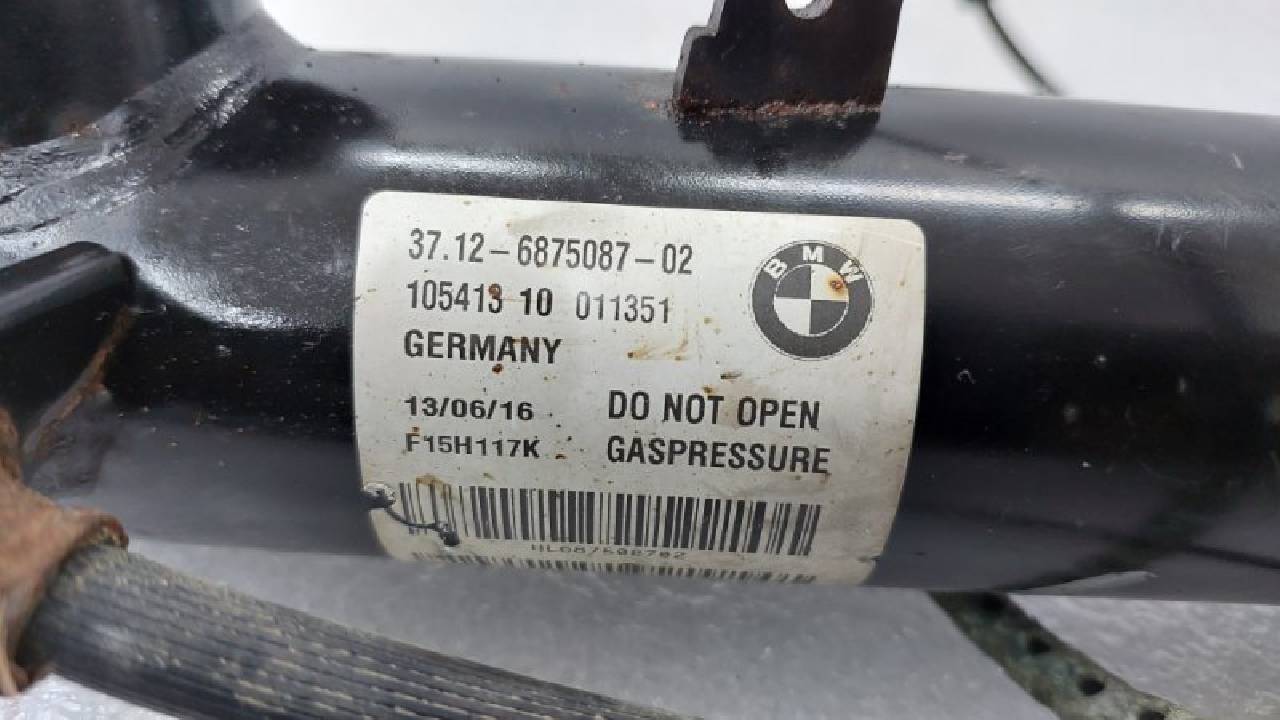 37.12-6875087-02
BMW
105413 10 011351
GERMANY
13/06/16 DO NOT OPEN
F15H117K GASPRESSURE